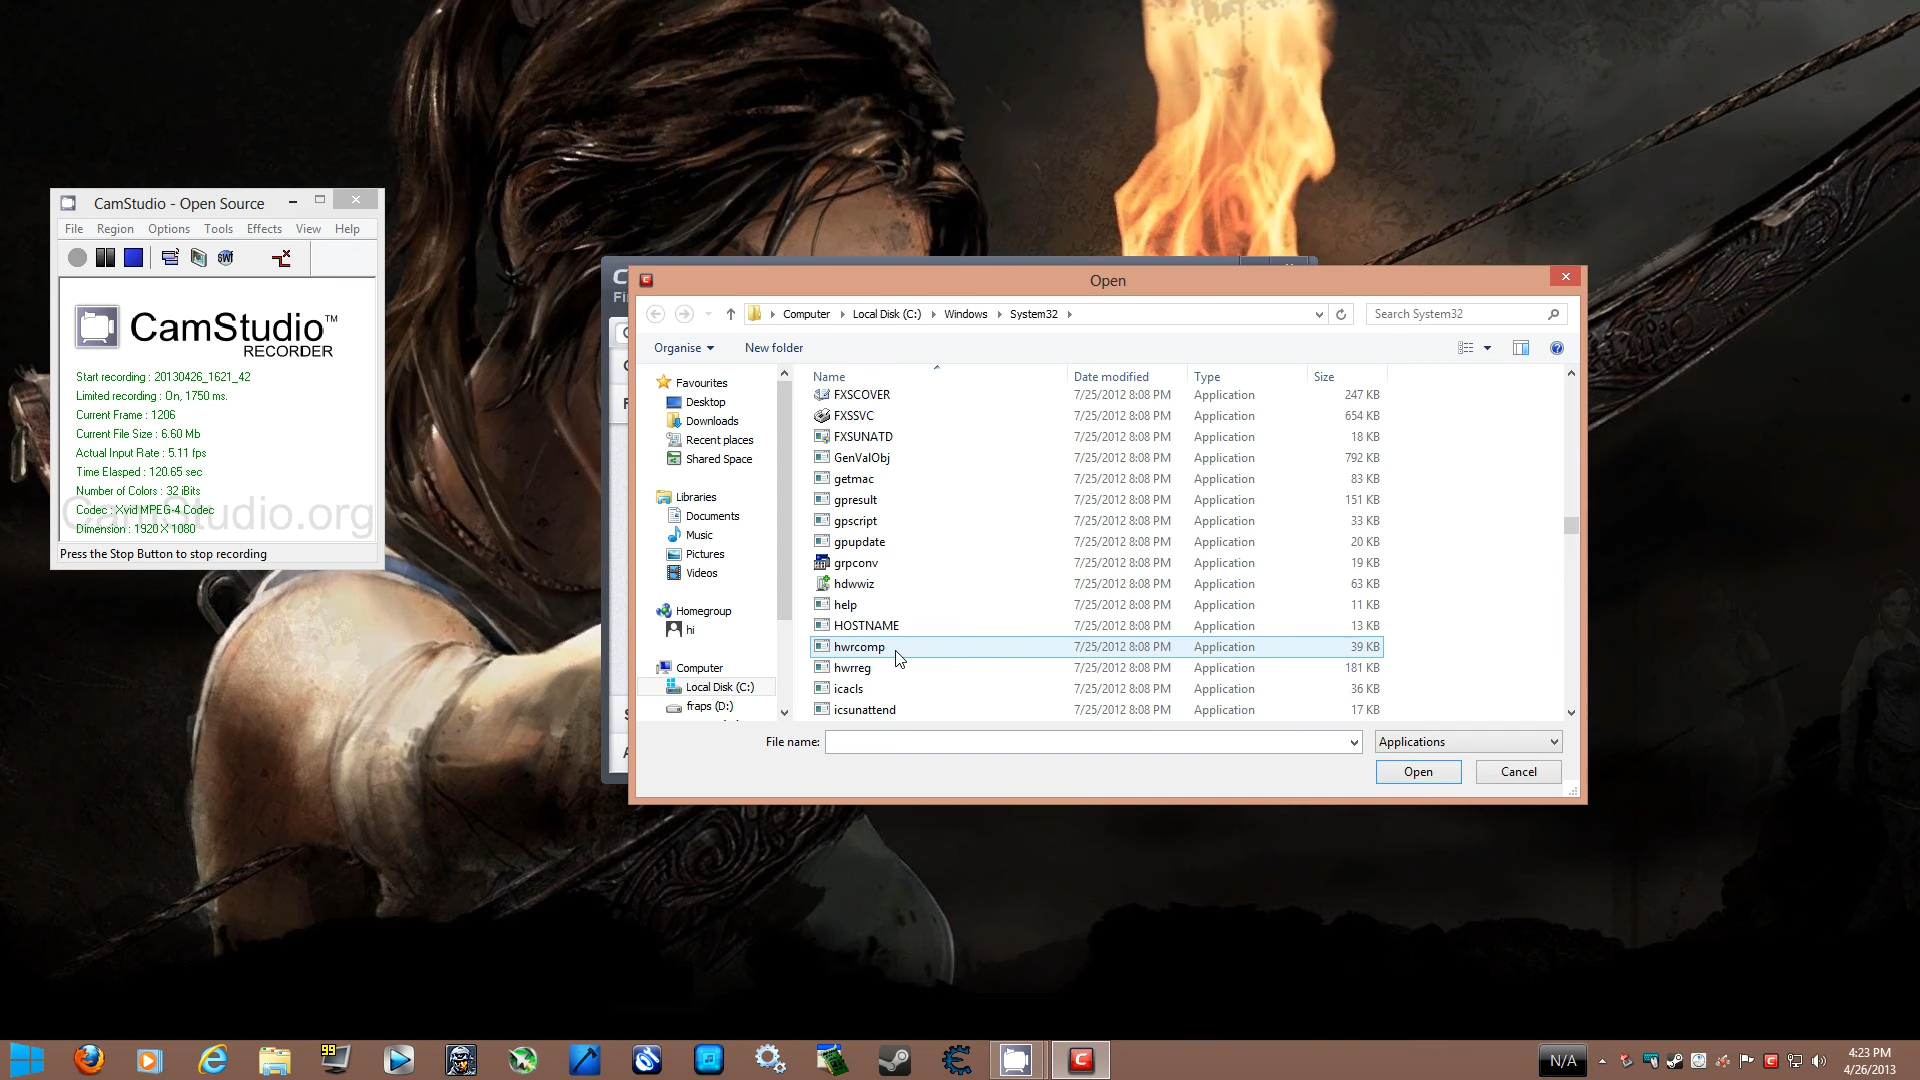 CamStudio - Open Source
File Region Options Tools Effects View Help
CamStudio™
RECORDER
Start recording : 20130426_1621_42
Limited recording : On, 1750 ms.
Current Frame : 1206
Current File Size : 6.60 Mb
Actual Input Rate : 5.11 fps
Time Elasped : 120.65 sec
Number of Colors : 32 iBits
Codec : Xvid MPEG-4 Codec
Dimension : 1920 X 1080
CamStudio.org
Press the Stop Button to stop recording
Open
Computer Local Disk (C:) Windows System32
Search System32
Organise New folder
Favourites
Desktop
Downloads
Recent places
Shared Space
Libraries
Documents
Music
Pictures
Videos
Homegroup
hi
Computer
Local Disk (C:)
fraps (D:)
Name Date modified Type Size
FXSCOVER 7/25/2012 8:08 PM Application 247 KB
FXSSVC 7/25/2012 8:08 PM Application 654 KB
FXSUNATD 7/25/2012 8:08 PM Application 18 KB
GenValObj 7/25/2012 8:08 PM Application 792 KB
getmac 7/25/2012 8:08 PM Application 83 KB
gpresult 7/25/2012 8:08 PM Application 151 KB
gpscript 7/25/2012 8:08 PM Application 33 KB
gpupdate 7/25/2012 8:08 PM Application 20 KB
grpconv 7/25/2012 8:08 PM Application 19 KB
hdwwiz 7/25/2012 8:08 PM Application 63 KB
help 7/25/2012 8:08 PM Application 11 KB
HOSTNAME 7/25/2012 8:08 PM Application 13 KB
hwrcomp 7/25/2012 8:08 PM Application 39 KB
hwrreg 7/25/2012 8:08 PM Application 181 KB
icacls 7/25/2012 8:08 PM Application 36 KB
icsunattend 7/25/2012 8:08 PM Application 17 KB
File name: Applications
Open Cancel
99
N/A
4:23 PM
4/26/2013